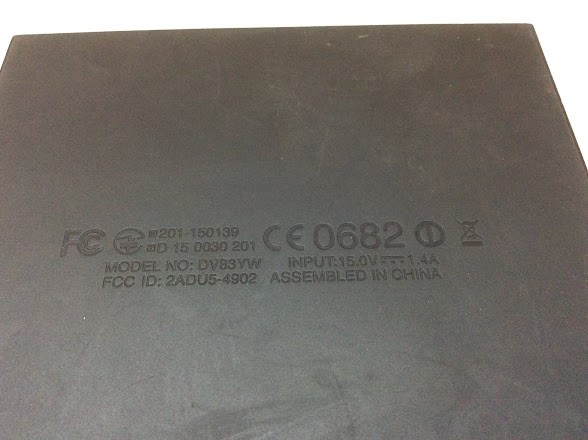 FC R 201-150139
T D 15 0030 201 CE 0682
MODEL NO: DV83YW INPUT:15.0V⎓1.4A
FCC ID: 2ADU5-4902 ASSEMBLED IN CHINA